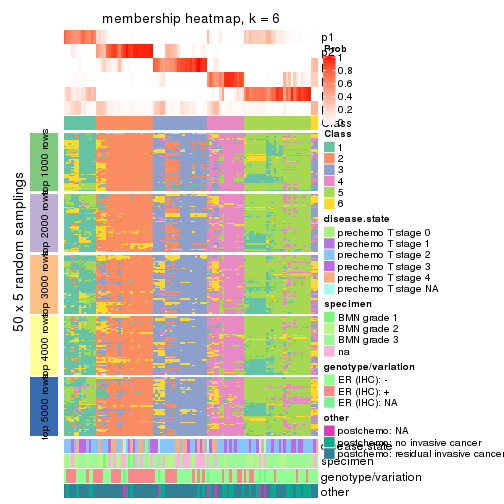 membership heatmap, k = 6
p1
p2
Prob
1
0.8
0.6
0.4
0.2
0
Class
Class
1
2
3
4
5
6
disease.state
prechemo T stage 0
prechemo T stage 1
prechemo T stage 2
prechemo T stage 3
prechemo T stage 4
prechemo T stage NA
specimen
BMN grade 1
BMN grade 2
BMN grade 3
na
genotype/variation
ER (IHC): -
ER (IHC): +
ER (IHC): NA
other
postchemo: NA
postchemo: no invasive cancer
postchemo: residual invasive cancer
50 x 5 random samplings
top 1000 rows
top 2000 rows
top 3000 rows
top 4000 rows
top 5000 rows
disease.state
specimen
genotype/variation
other